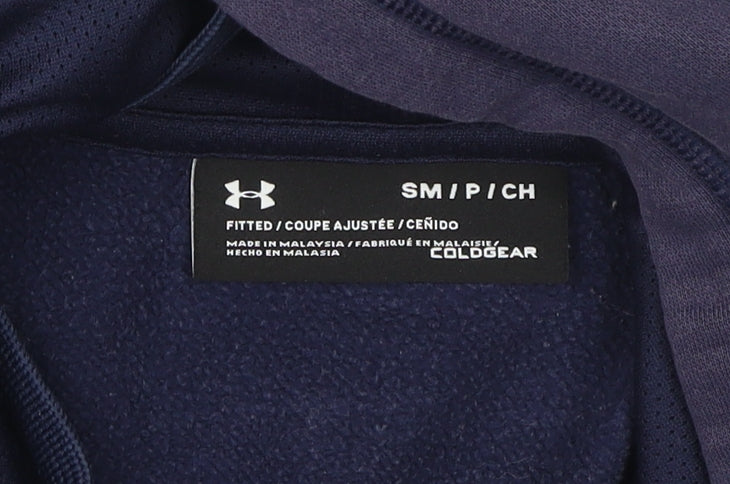 SM / P / CH
FITTED / COUPE AJUSTÉE / CEÑIDO
MADE IN MALAYSIA / FABRIQUÉ EN MALAISIE /
HECHO EN MALASIA
COLDGEAR